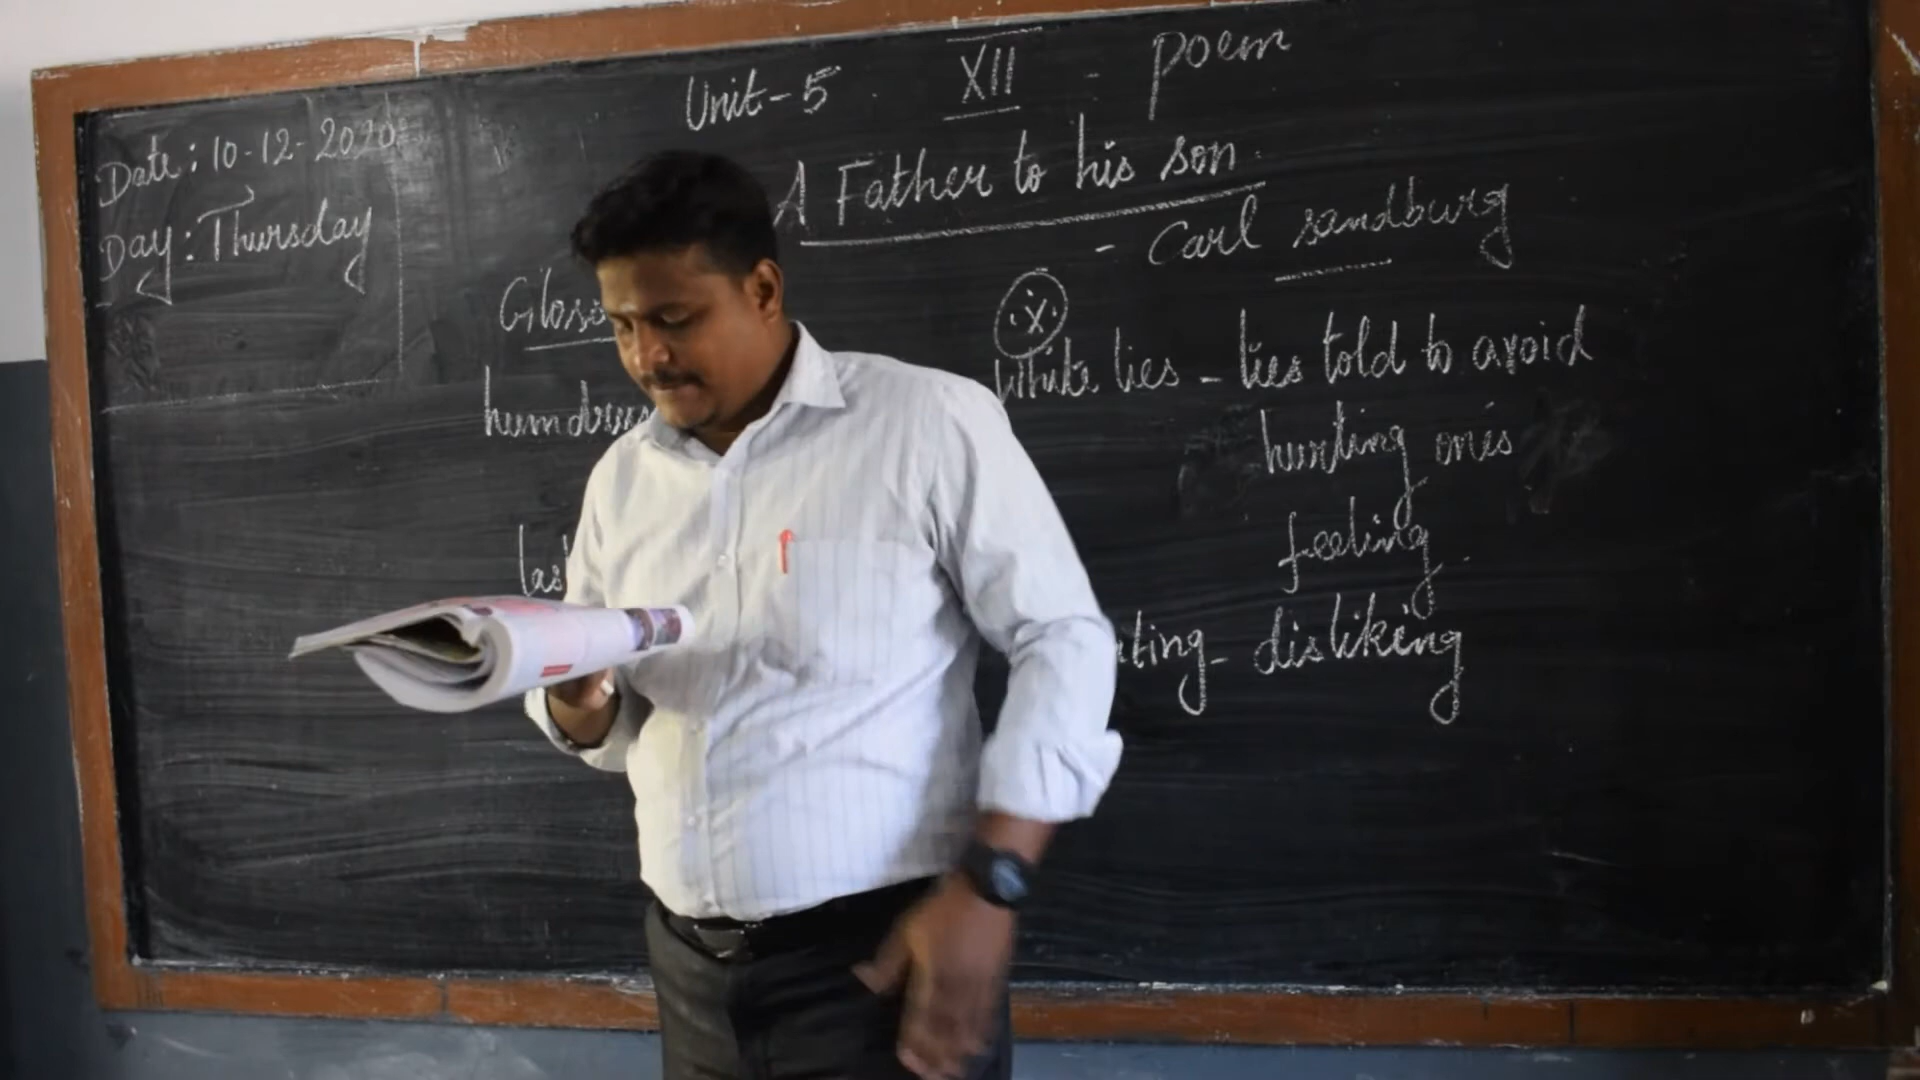 Unit-5 XII - Poem
Date: 10-12-2020
Day: Thursday
A Father to his son.
- Carl sandburg
White lies - lies told to avoid
hurting one's
feeling.
disliking